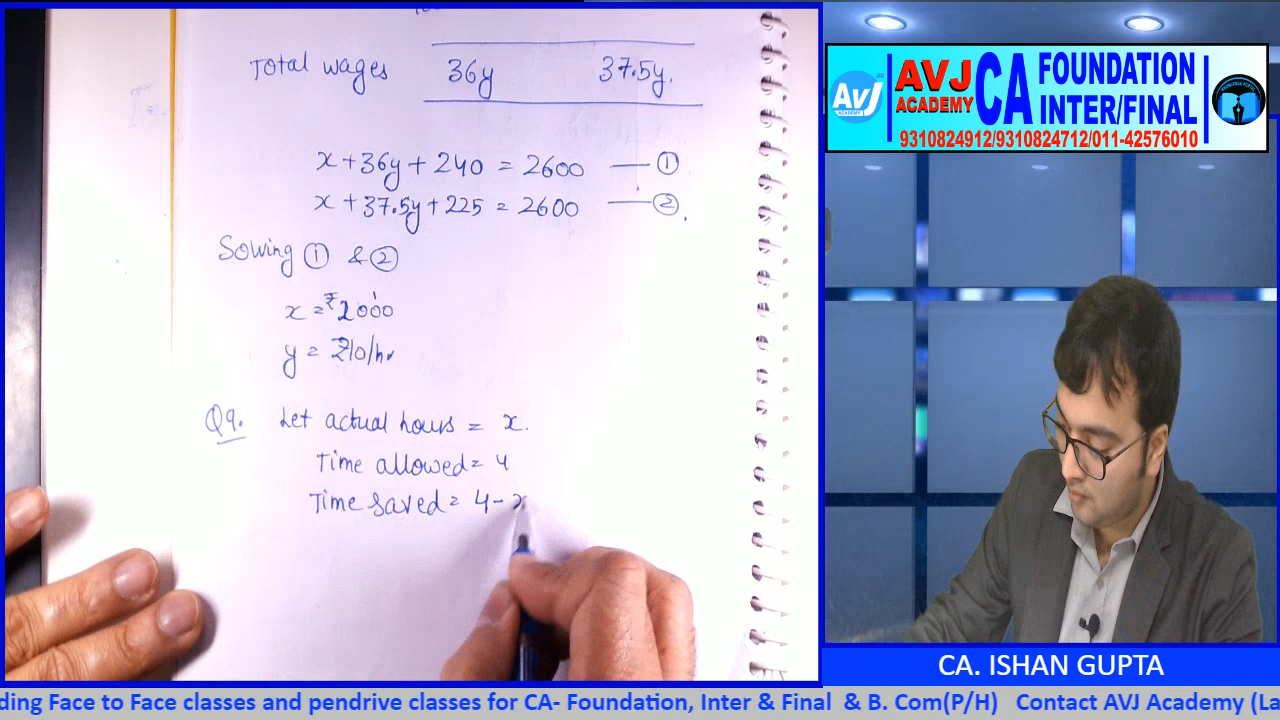 Total wages 36y 37.5y.
x + 36y + 240 = 2600 — ①
x + 37.5y + 225 = 2600 — ②.
Solving ① & ②
x = ₹2000
y = ₹10/hr
Q9. Let actual hours = x.
Time allowed = 4
Time saved = 4 - x
AVJ
ACADEMY
AVJ
ACADEMY
CA
FOUNDATION
INTER/FINAL
9310824912/9310824712/011-42576010
CA. ISHAN GUPTA
ding Face to Face classes and pendrive classes for CA- Foundation, Inter & Final & B. Com(P/H) Contact AVJ Academy (La